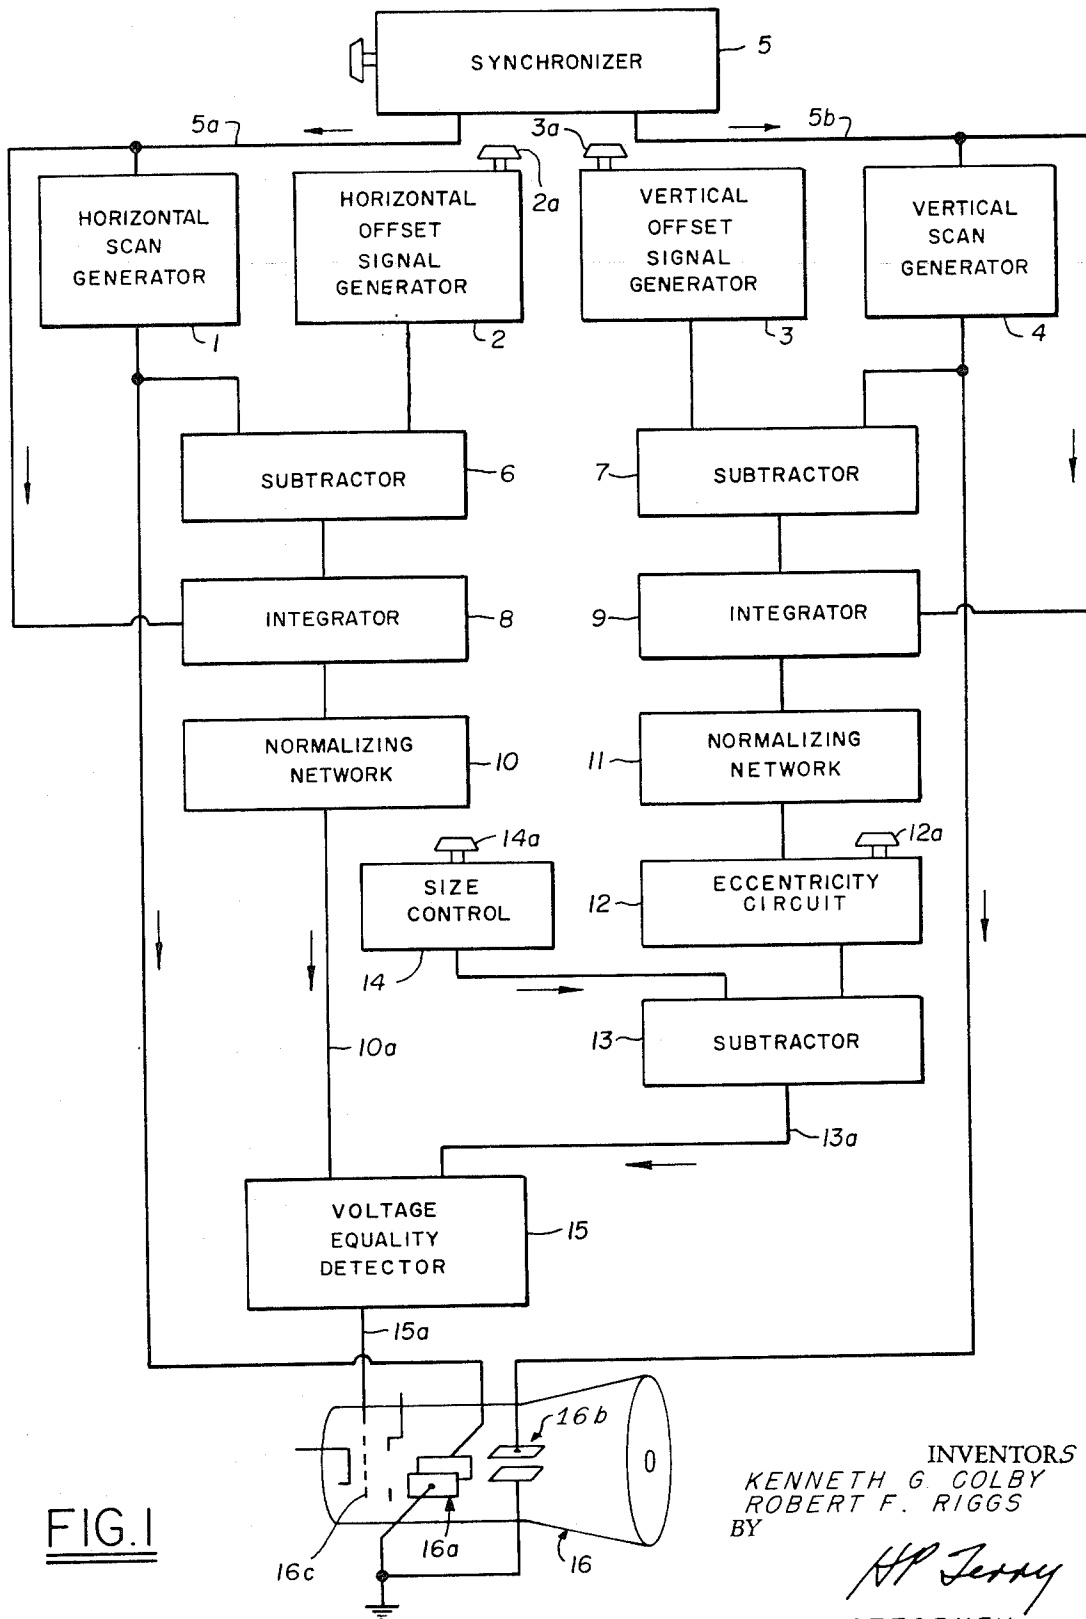 SYNCHRONIZER
5
5a
5b
3a
2a
HORIZONTAL
SCAN
GENERATOR
HORIZONTAL
OFFSET
SIGNAL
GENERATOR
VERTICAL
OFFSET
SIGNAL
GENERATOR
VERTICAL
SCAN
GENERATOR
1
2
3
4
SUBTRACTOR
6
7
SUBTRACTOR
INTEGRATOR
8
9
INTEGRATOR
NORMALIZING
NETWORK
10
11
NORMALIZING
NETWORK
14a
12a
SIZE
CONTROL
14
12
ECCENTRICITY
CIRCUIT
13
SUBTRACTOR
10a
13a
VOLTAGE
EQUALITY
DETECTOR
15
15a
16b
16a
16c
16
FIG.1
INVENTORS
KENNETH G. COLBY
ROBERT F. RIGGS
BY
HP Terry